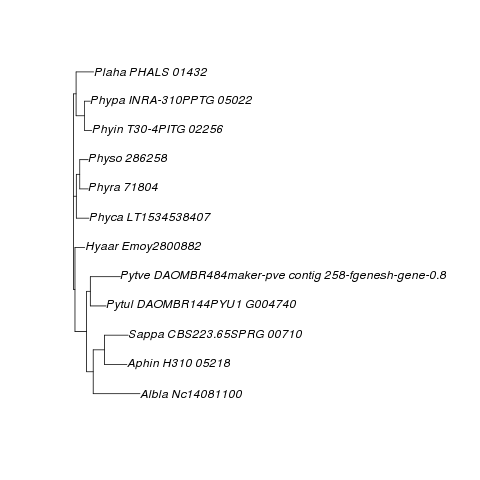 Plaha PHALS 01432
Phypa INRA-310PPTG 05022
Phyin T30-4PITG 02256
Physo 286258
Phyra 71804
Phyca LT1534538407
Hyaar Emoy2800882
Pytve DAOMBR484maker-pve contig 258-fgenesh-gene-0.8
Pytul DAOMBR144PYU1 G004740
Sappa CBS223.65SPRG 00710
Aphin H310 05218
Albla Nc14081100